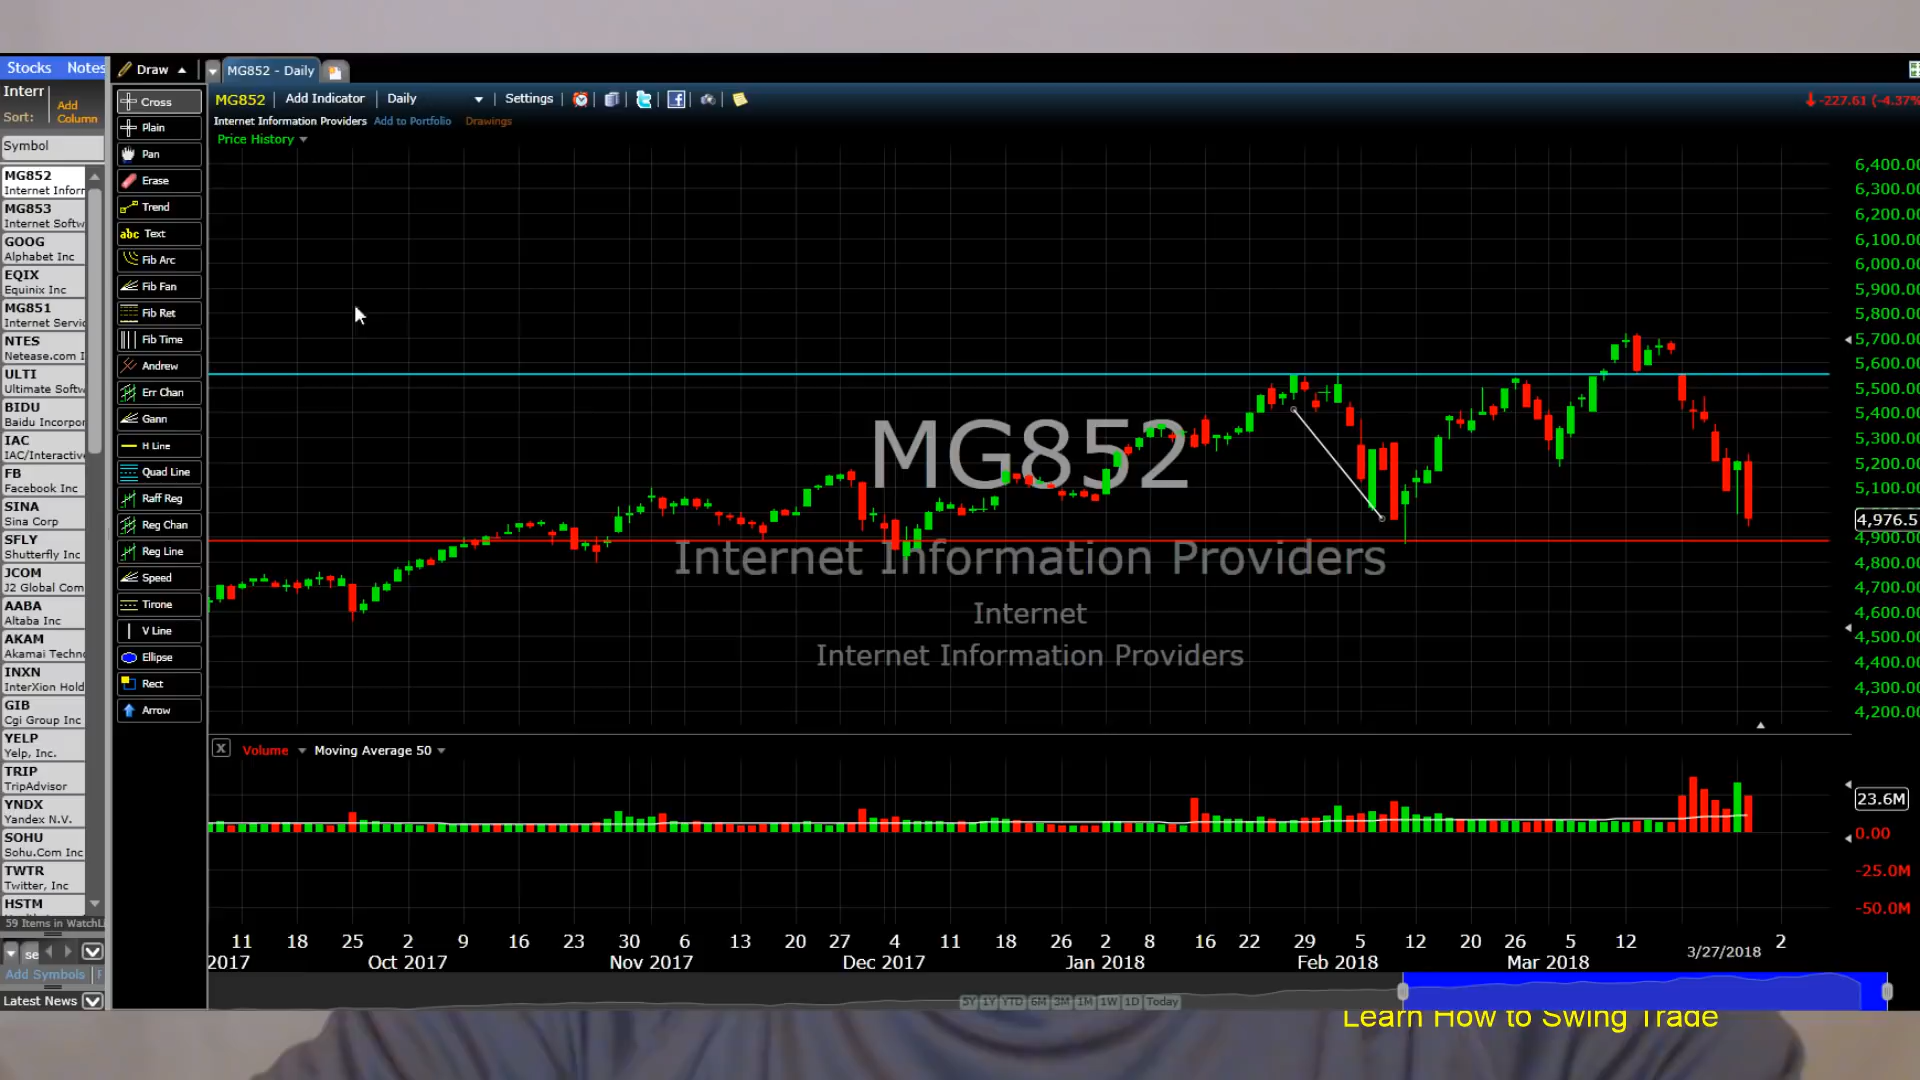 Stocks Notes
Draw
MG852 - Daily
Interr
Sort:
Add
Column
Symbol
MG852
Internet Inforr
MG853
Internet Softw
GOOG
Alphabet Inc
EQIX
Equinix Inc
MG851
Internet Servic
NTES
Netease.com I
ULTI
Ultimate Softw
BIDU
Baidu Incorpor
IAC
IAC/Interactive
FB
Facebook Inc
SINA
Sina Corp
SFLY
Shutterfly Inc
JCOM
J2 Global Com
AABA
Altaba Inc
AKAM
Akamai Techno
INXN
InterXion Hold
GIB
Cgi Group Inc
YELP
Yelp, Inc.
TRIP
TripAdvisor
YNDX
Yandex N.V.
SOHU
Sohu.Com Inc
TWTR
Twitter, Inc
HSTM
59 Items in WatchLi
se
Add Symbols
Latest News
Cross
Plain
Pan
Erase
Trend
abc Text
Fib Arc
Fib Fan
Fib Ret
Fib Time
Andrew
Err Chan
Gann
H Line
Quad Line
Raff Reg
Reg Chan
Reg Line
Speed
Tirone
V Line
Ellipse
Rect
Arrow
MG852 Add Indicator Daily Settings
-227.61 (-4.37%
Internet Information Providers Add to Portfolio Drawings
Price History
6,400.00
6,300.00
6,200.00
6,100.00
6,000.00
5,900.00
5,800.00
5,700.00
5,600.00
5,500.00
5,400.00
5,300.00
5,200.00
5,100.00
4,976.5
4,900.00
4,800.00
4,700.00
4,600.00
4,500.00
4,400.00
4,300.00
4,200.00
MG852
Internet Information Providers
Internet
Internet Information Providers
X Volume Moving Average 50
23.6M
0.00
-25.0M
-50.0M
11 18 25 2 9 16 23 30 6 13 20 27 4 11 18 26 2 8 16 22 29 5 12 20 26 5 12 3/27/2018 2
2017 Oct 2017 Nov 2017 Dec 2017 Jan 2018 Feb 2018 Mar 2018
5Y 1Y YTD 6M 3M 1M 1W 1D Today
Learn How to Swing Trade